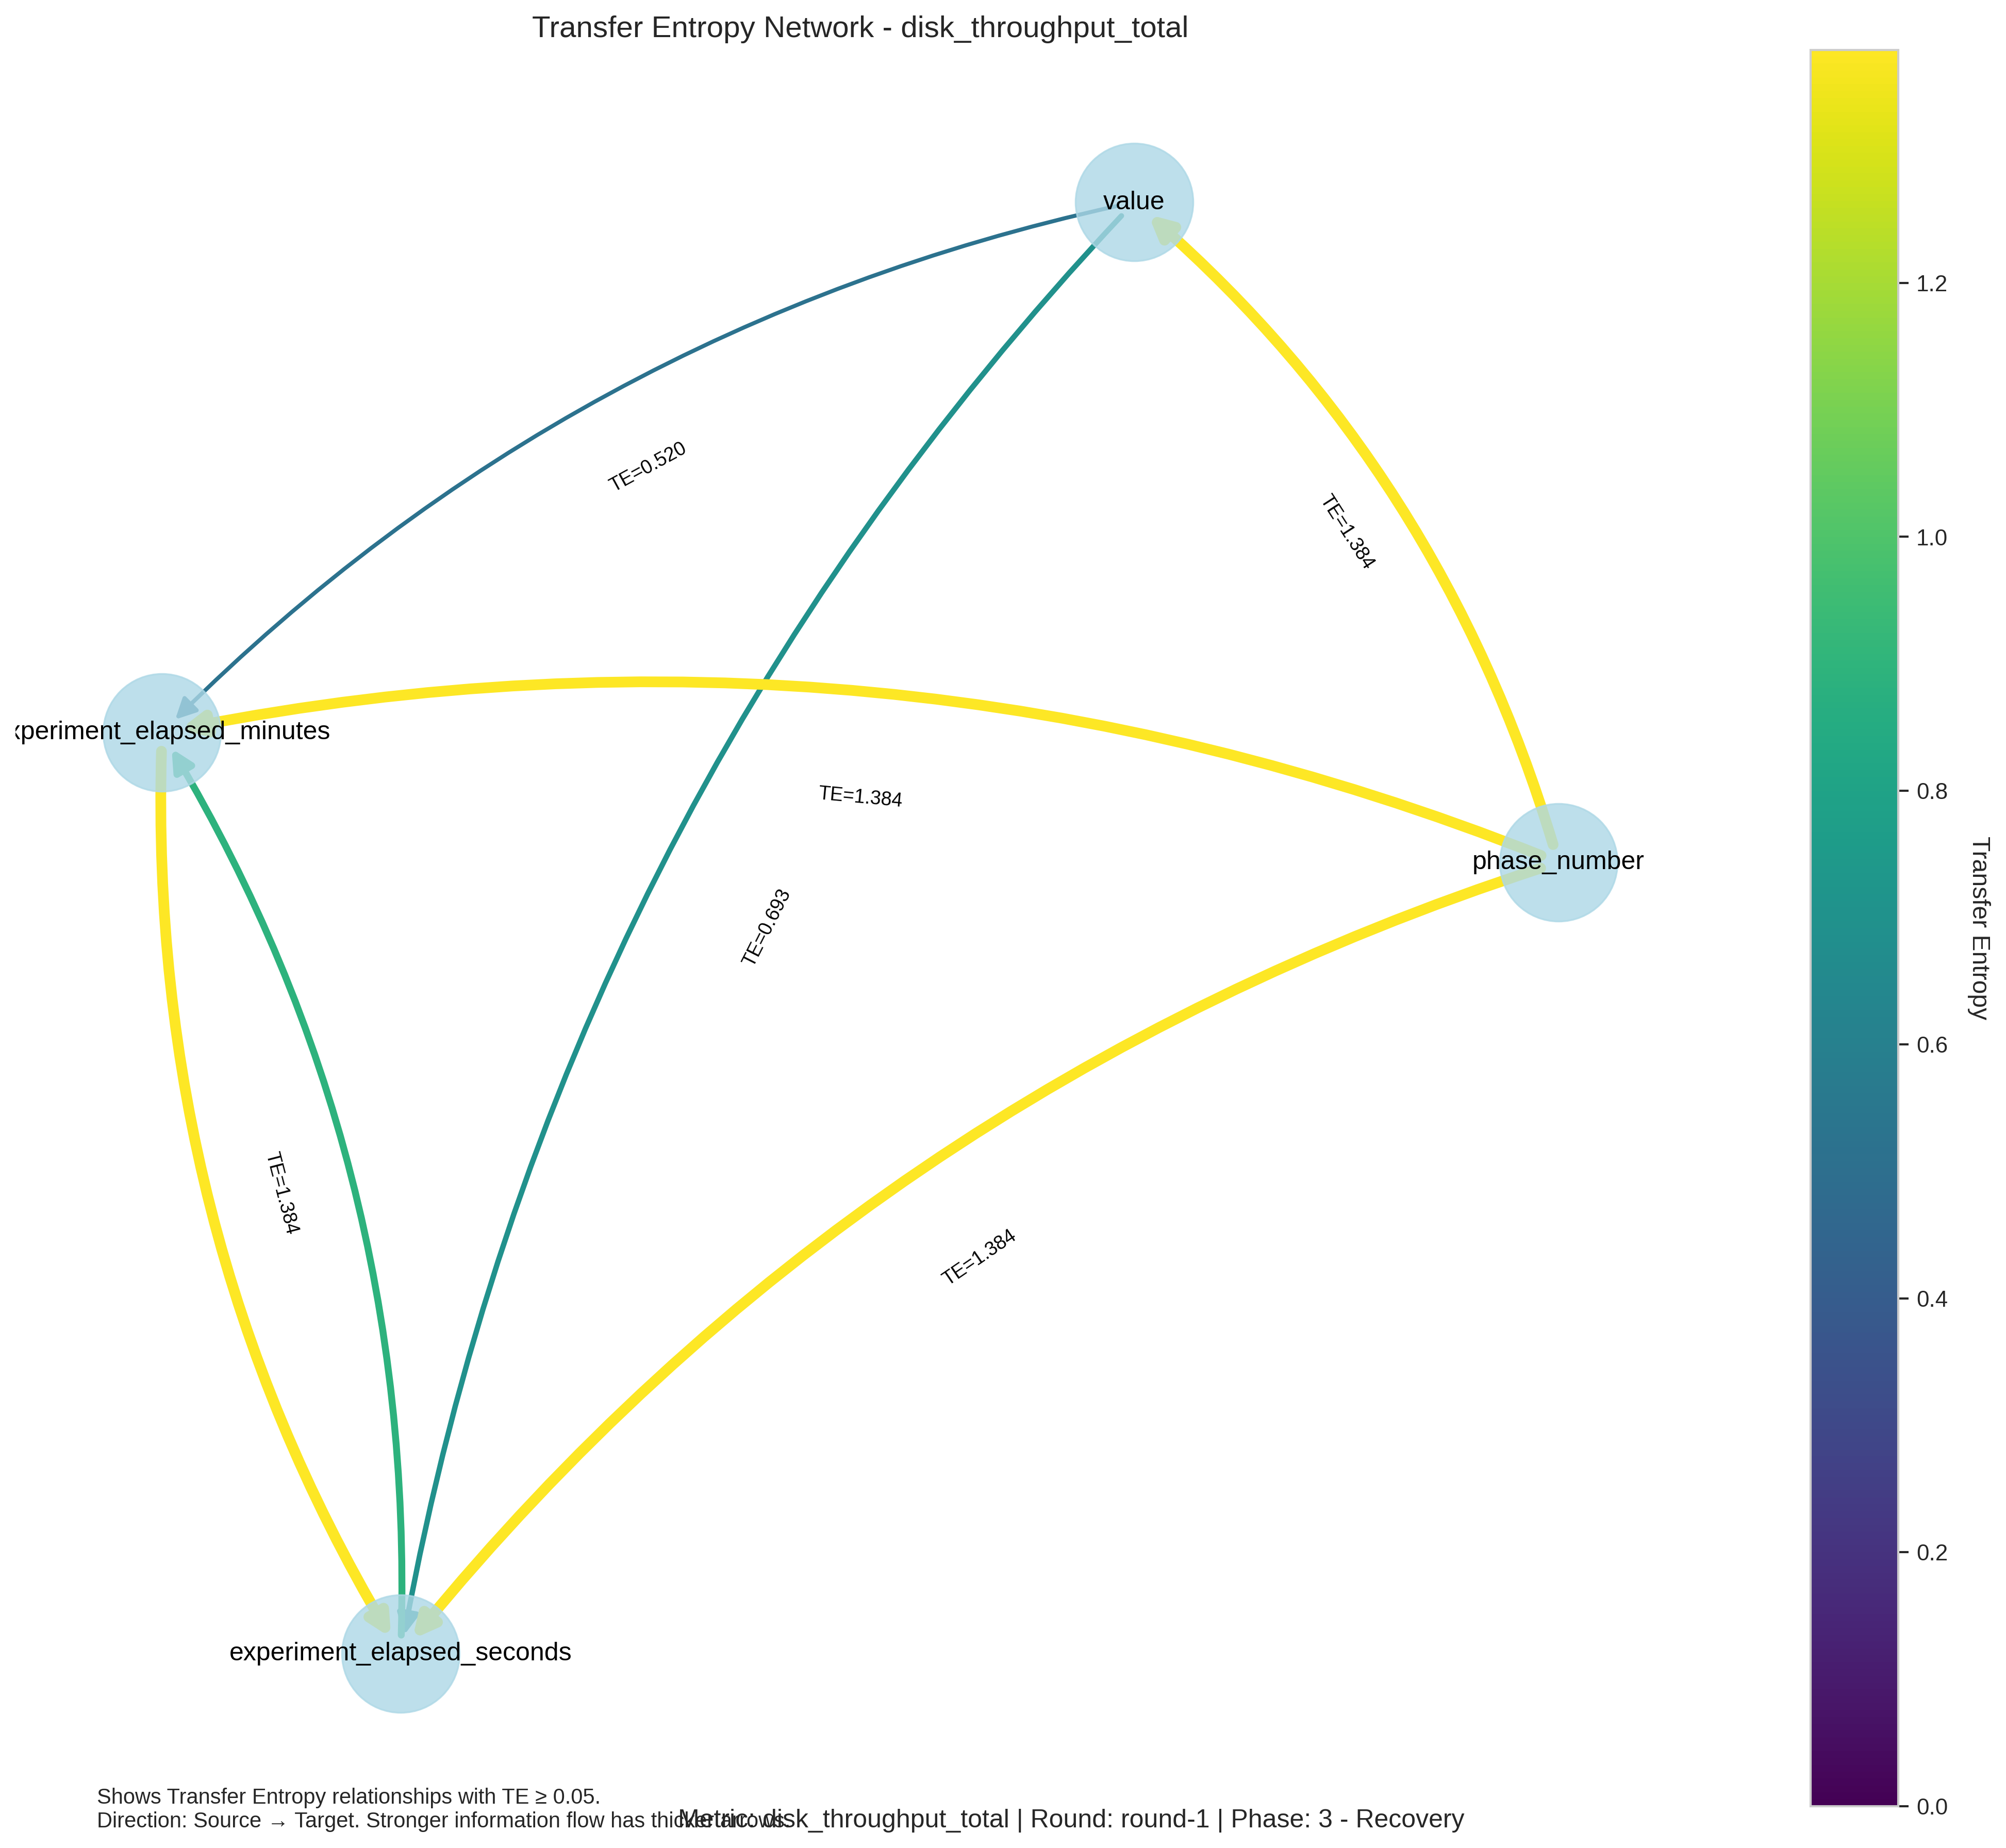 Transfer Entropy Network - disk_throughput_total
value
TE=0.520
TE=1.384
xperiment_elapsed_minutes
TE=1.384
phase_number
TE=0.693
TE=1.384
TE=1.384
experiment_elapsed_seconds
1.2
1.0
0.8
0.6
0.4
0.2
0.0
Transfer Entropy
Shows Transfer Entropy relationships with TE ≥ 0.05.
Direction: Source → Target. Stronger information flow has thicker arrows.
Metric: disk_throughput_total | Round: round-1 | Phase: 3 - Recovery